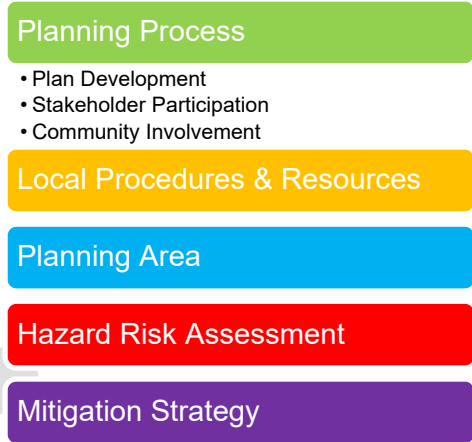 Planning Process
• Plan Development
• Stakeholder Participation
• Community Involvement
Local Procedures & Resources
Planning Area
Hazard Risk Assessment
Mitigation Strategy